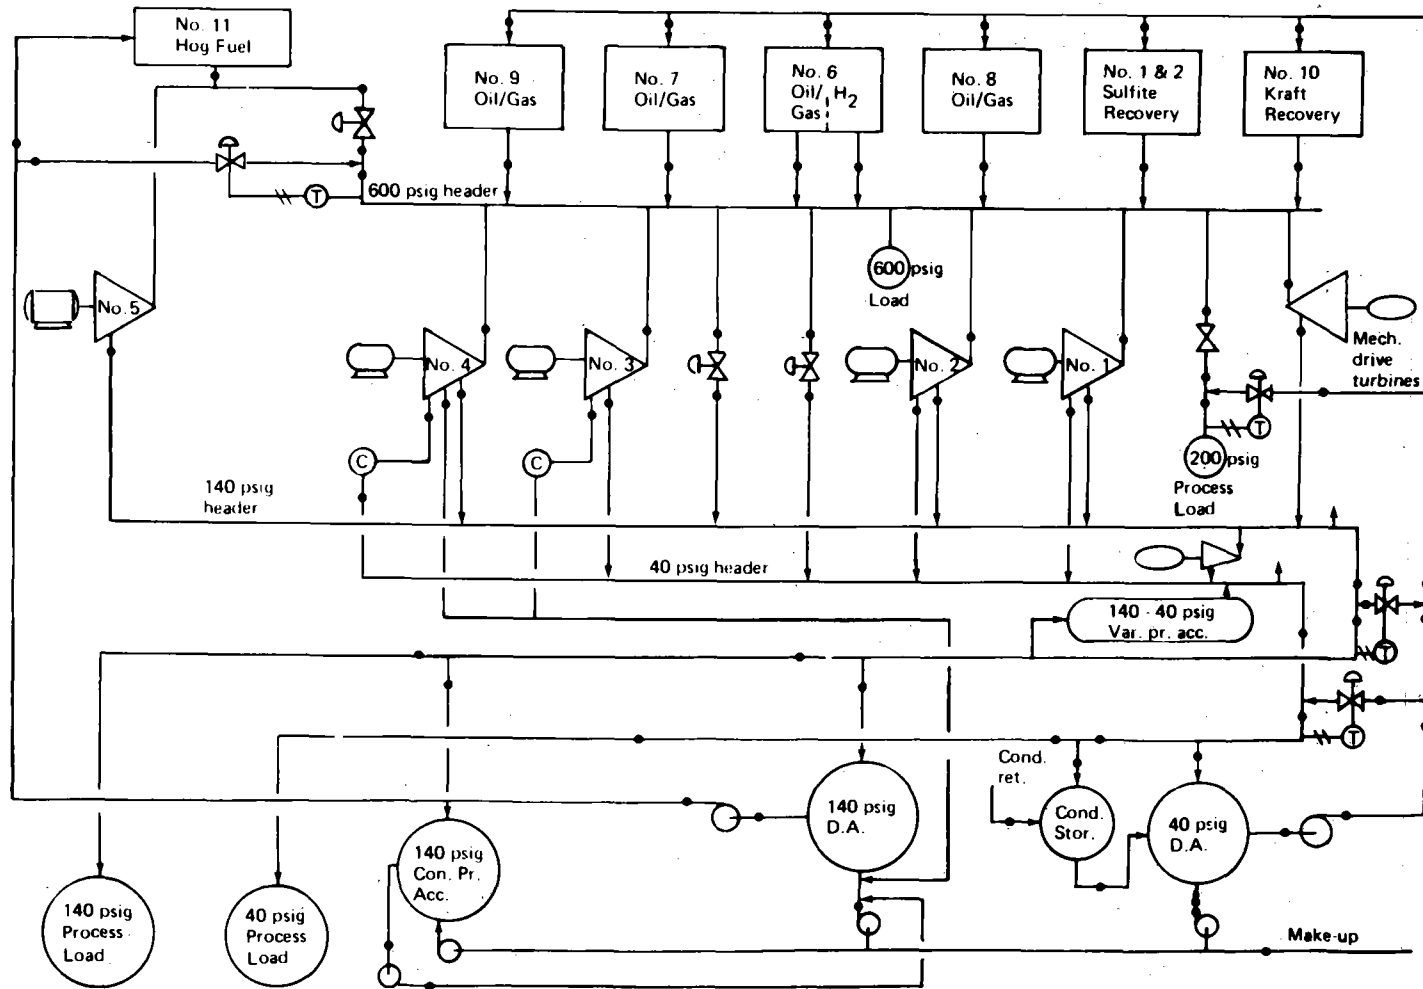 No. 11
Hog Fuel
No. 9
Oil/Gas
No. 7
Oil/Gas
No. 6
Oil/ H2
Gas
No. 8
Oil/Gas
No. 1 & 2
Sulfite
Recovery
No. 10
Kraft
Recovery
T
600 psig header
No. 5
600 psig
Load
No. 4
No. 3
No. 2
No. 1
Mech.
drive
turbines
T
C
C
200 psig
Process
Load
140 psig
header
40 psig header
140 - 40 psig
Var. pr. acc.
T
T
Cond.
ret.
140 psig
D.A.
Cond.
Stor.
40 psig
D.A.
140 psig
Con. Pr.
Acc.
140 psig
Process
Load
40 psig
Process
Load
Make-up